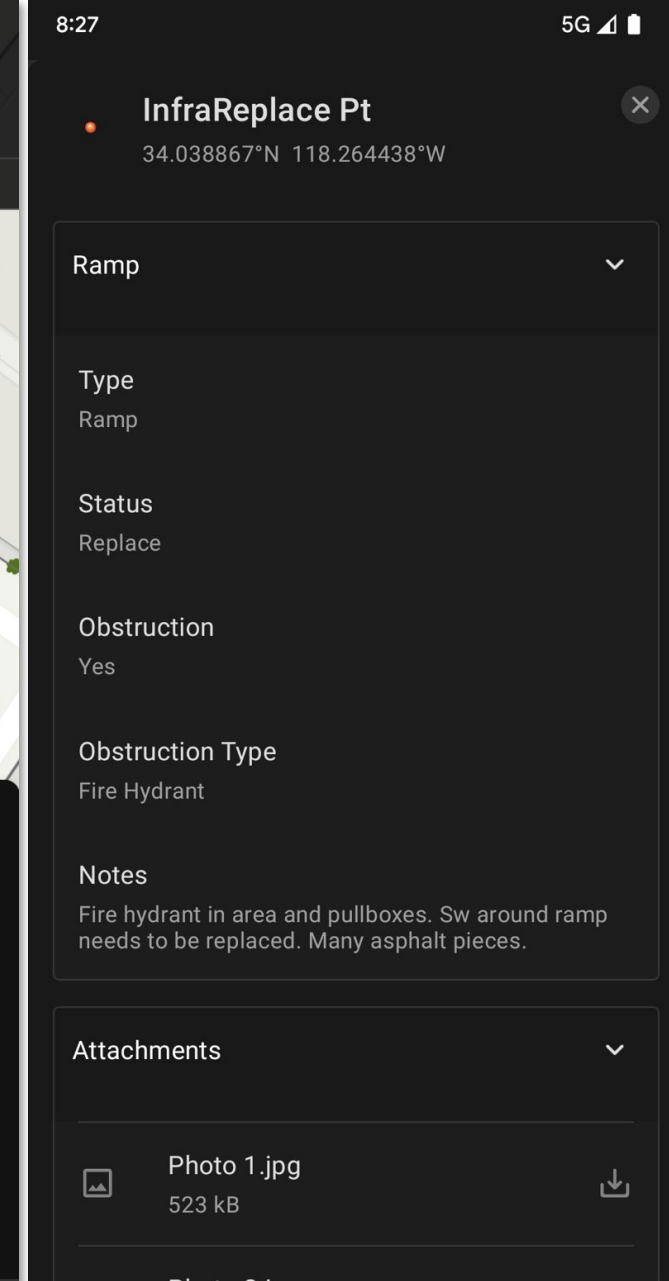 8:27
5G
InfraReplace Pt
34.038867°N 118.264438°W
Ramp
Type
Ramp
Status
Replace
Obstruction
Yes
Obstruction Type
Fire Hydrant
Notes
Fire hydrant in area and pullboxes. Sw around ramp
needs to be replaced. Many asphalt pieces.
Attachments
Photo 1.jpg
523 kB